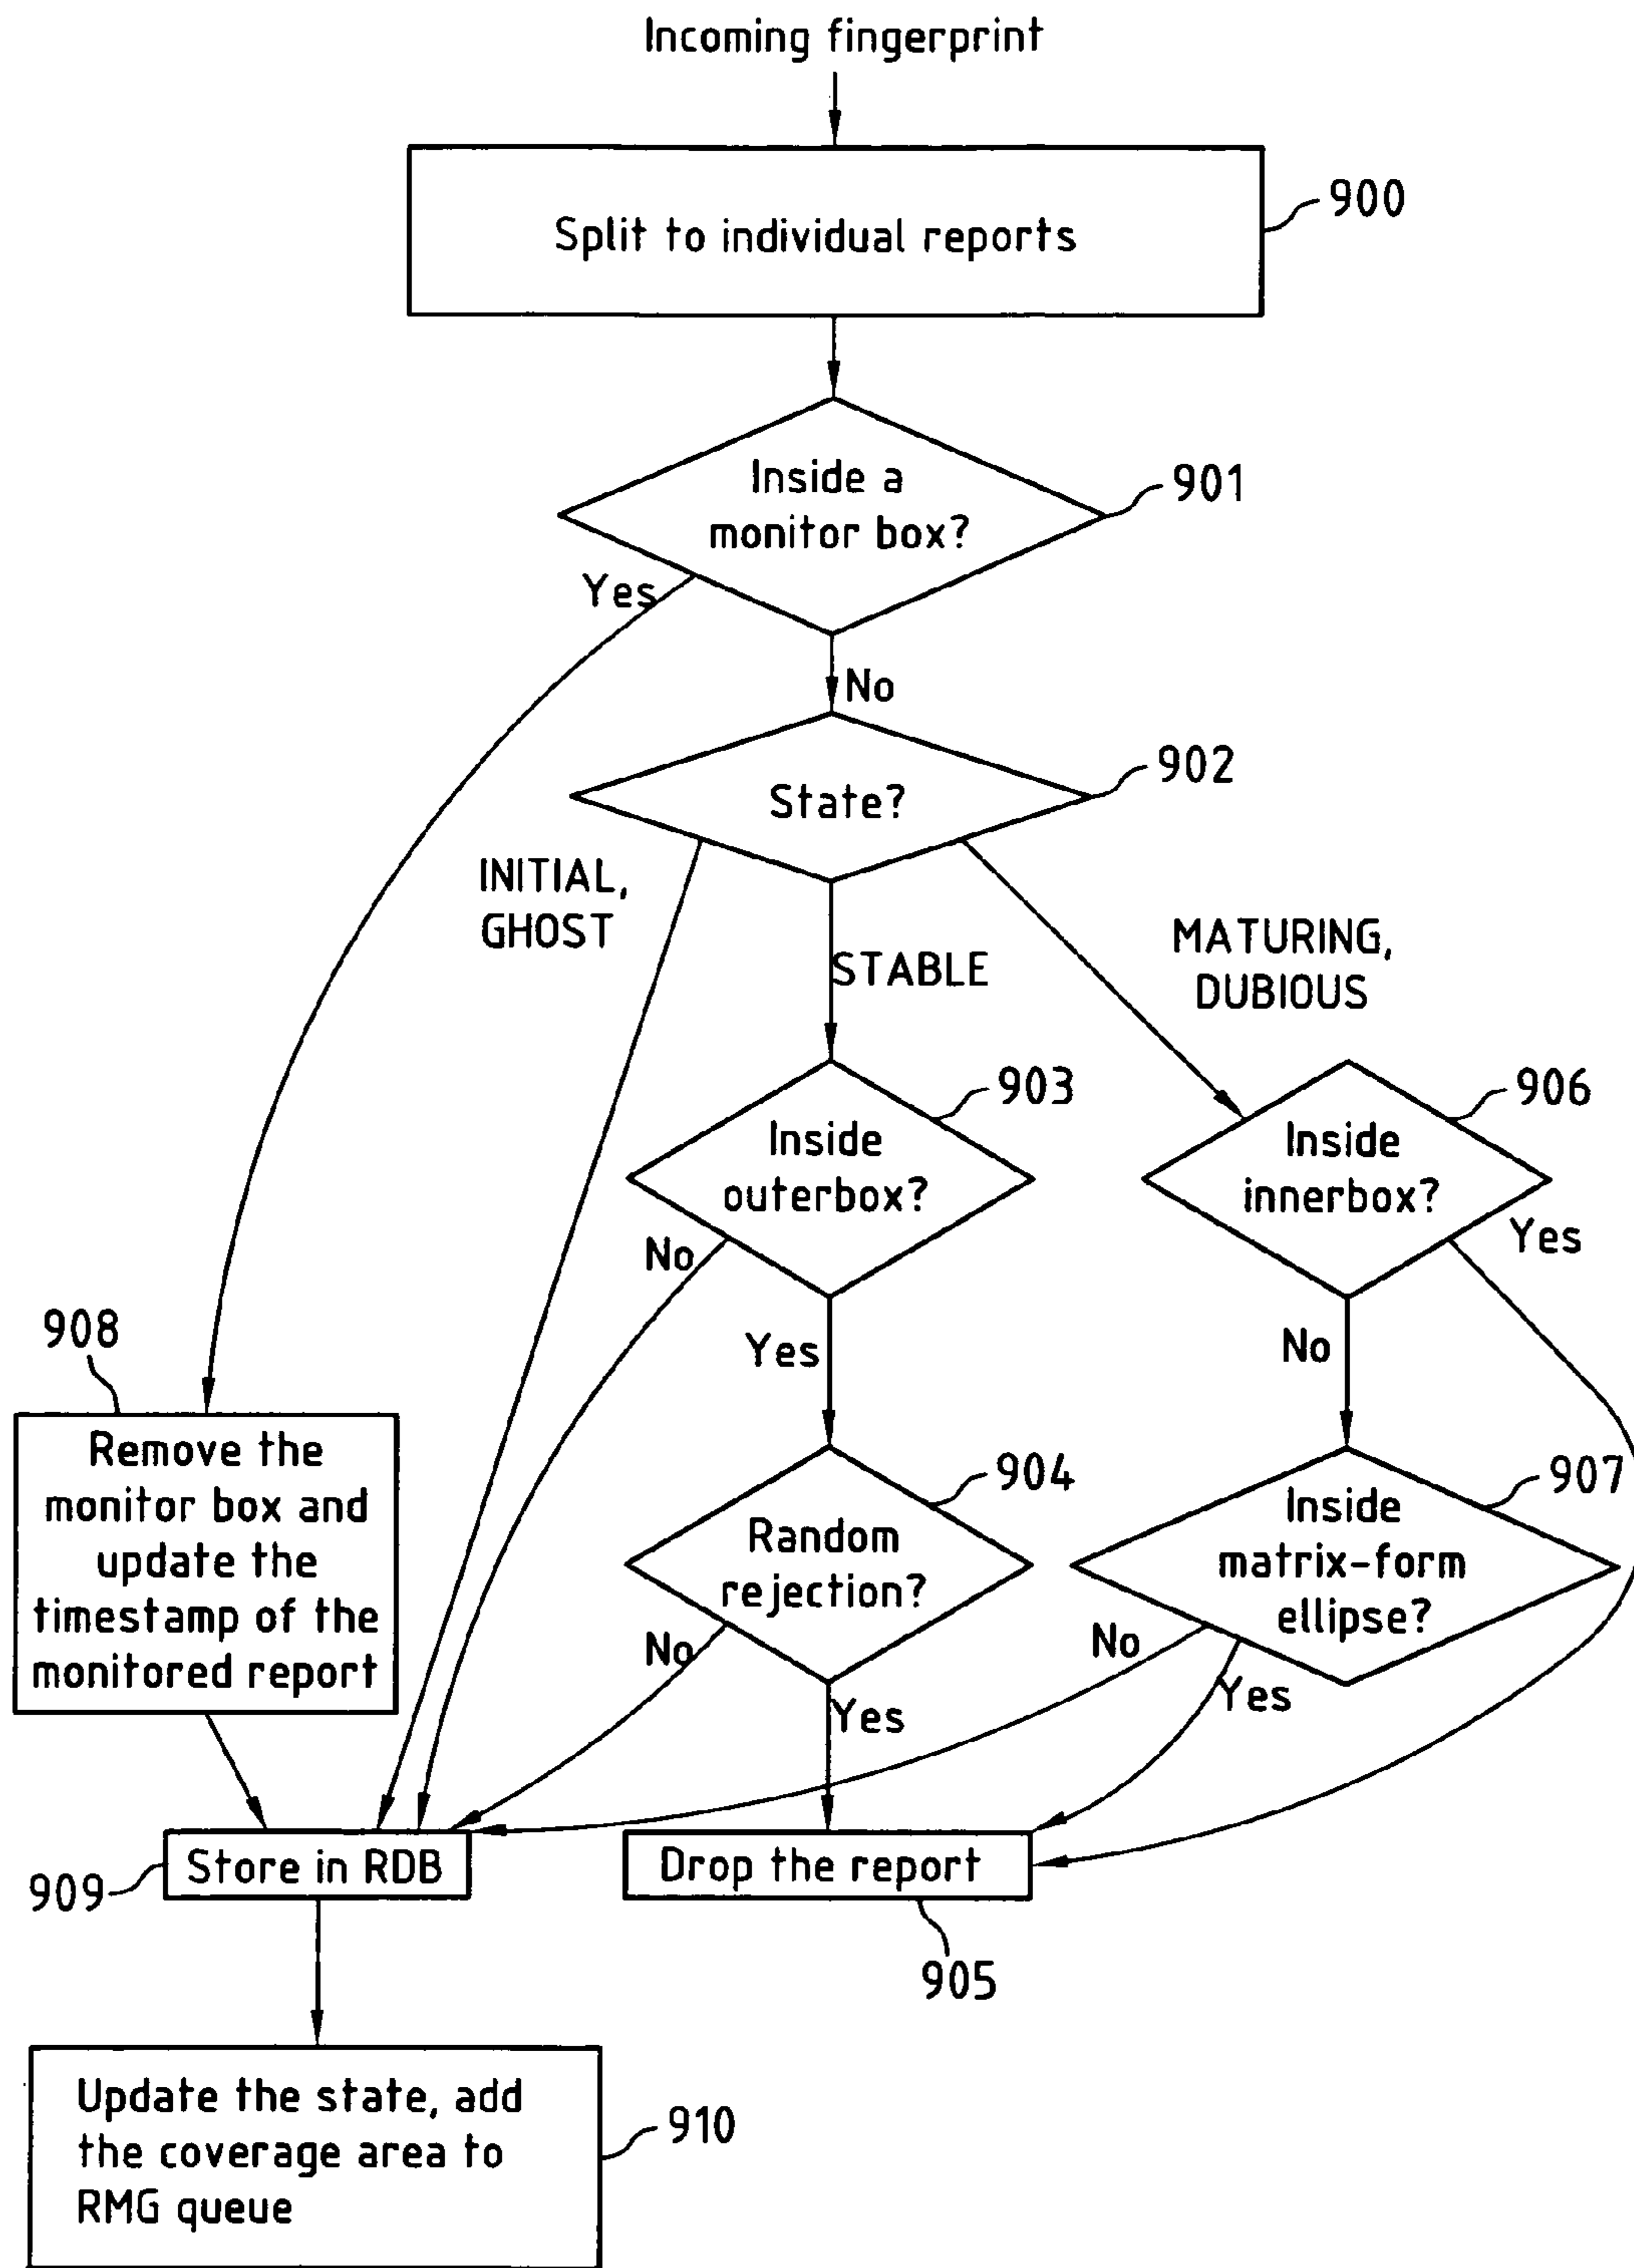 Incoming fingerprint
Split to individual reports
900
Inside a
monitor box?
901
Yes
No
State?
902
INITIAL,
GHOST
STABLE
MATURING,
DUBIOUS
Inside
outerbox?
903
Inside
innerbox?
906
No
Yes
Yes
No
908
Remove the
monitor box and
update the
timestamp of the
monitored report
Random
rejection?
904
Inside
matrix-form
ellipse?
907
No
Yes
No
Yes
Store in RDB
909
Drop the report
905
Update the state, add
the coverage area to
RMG queue
910